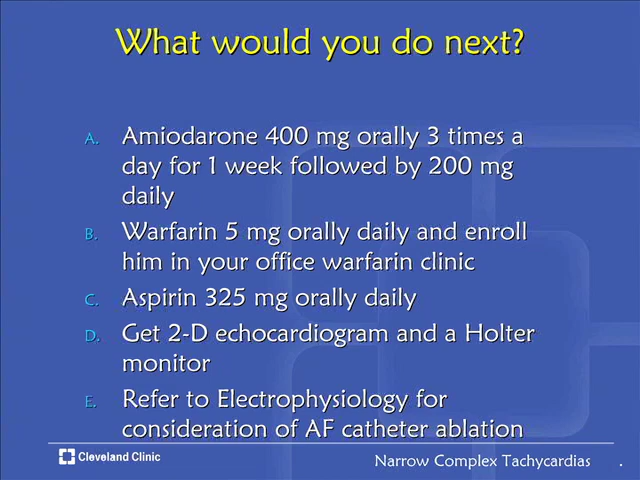 What would you do next?
A. Amiodarone 400 mg orally 3 times a
day for 1 week followed by 200 mg
daily
B. Warfarin 5 mg orally daily and enroll
him in your office warfarin clinic
C. Aspirin 325 mg orally daily
D. Get 2-D echocardiogram and a Holter
monitor
E. Refer to Electrophysiology for
consideration of AF catheter ablation
Cleveland Clinic
Narrow Complex Tachycardias .